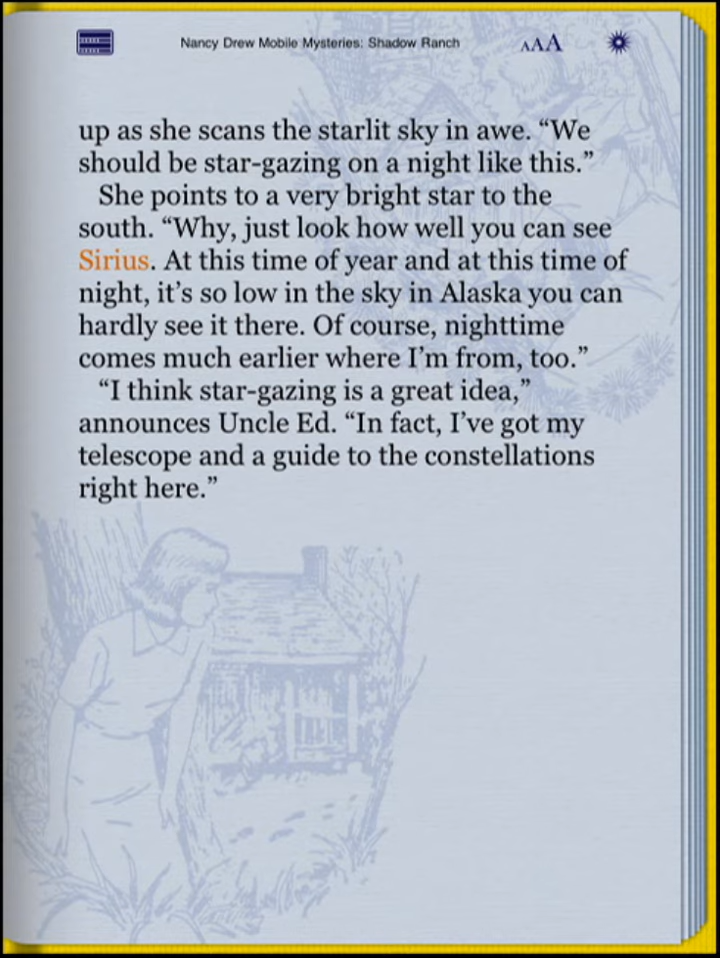 Nancy Drew Mobile Mysteries: Shadow Ranch
AAA
up as she scans the starlit sky in awe. “We
should be star-gazing on a night like this.”
She points to a very bright star to the
south. “Why, just look how well you can see
Sirius. At this time of year and at this time of
night, it’s so low in the sky in Alaska you can
hardly see it there. Of course, nighttime
comes much earlier where I’m from, too.”
“I think star-gazing is a great idea,”
announces Uncle Ed. “In fact, I’ve got my
telescope and a guide to the constellations
right here.”